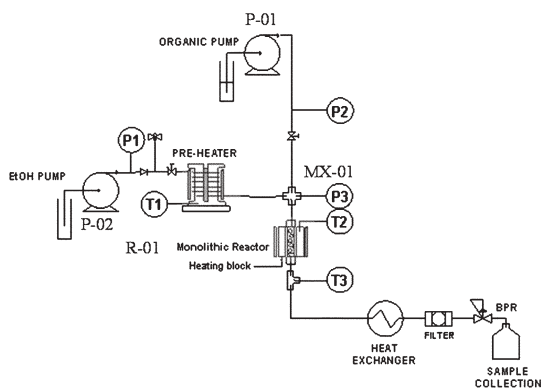 P-01
ORGANIC PUMP
P2
P1
PRE-HEATER
MX-01
EtOH PUMP
T1
P3
P-02
T2
R-01
Monolithic Reactor
Heating block
T3
BPR
HEAT
EXCHANGER
FILTER
SAMPLE
COLLECTION